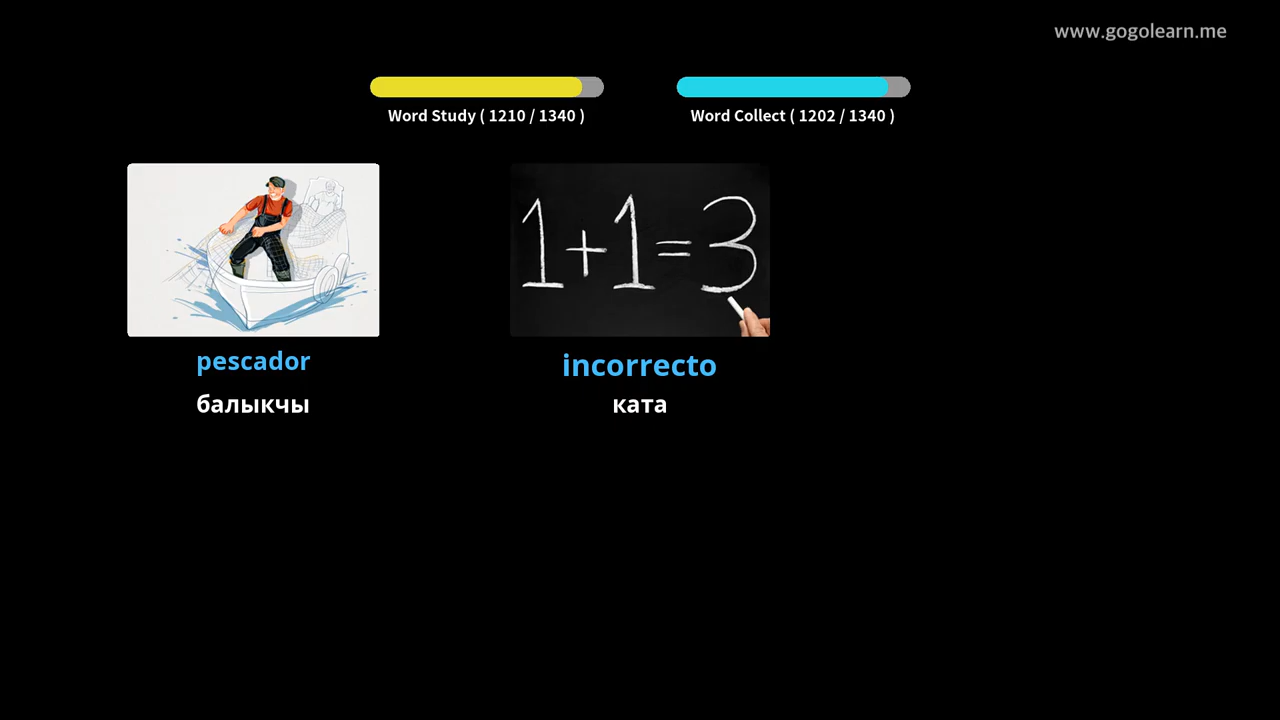 www.gogolearn.me
Word Study ( 1210 / 1340 )
Word Collect ( 1202 / 1340 )
1+1=3
pescador
incorrecto
балыкчы
ката